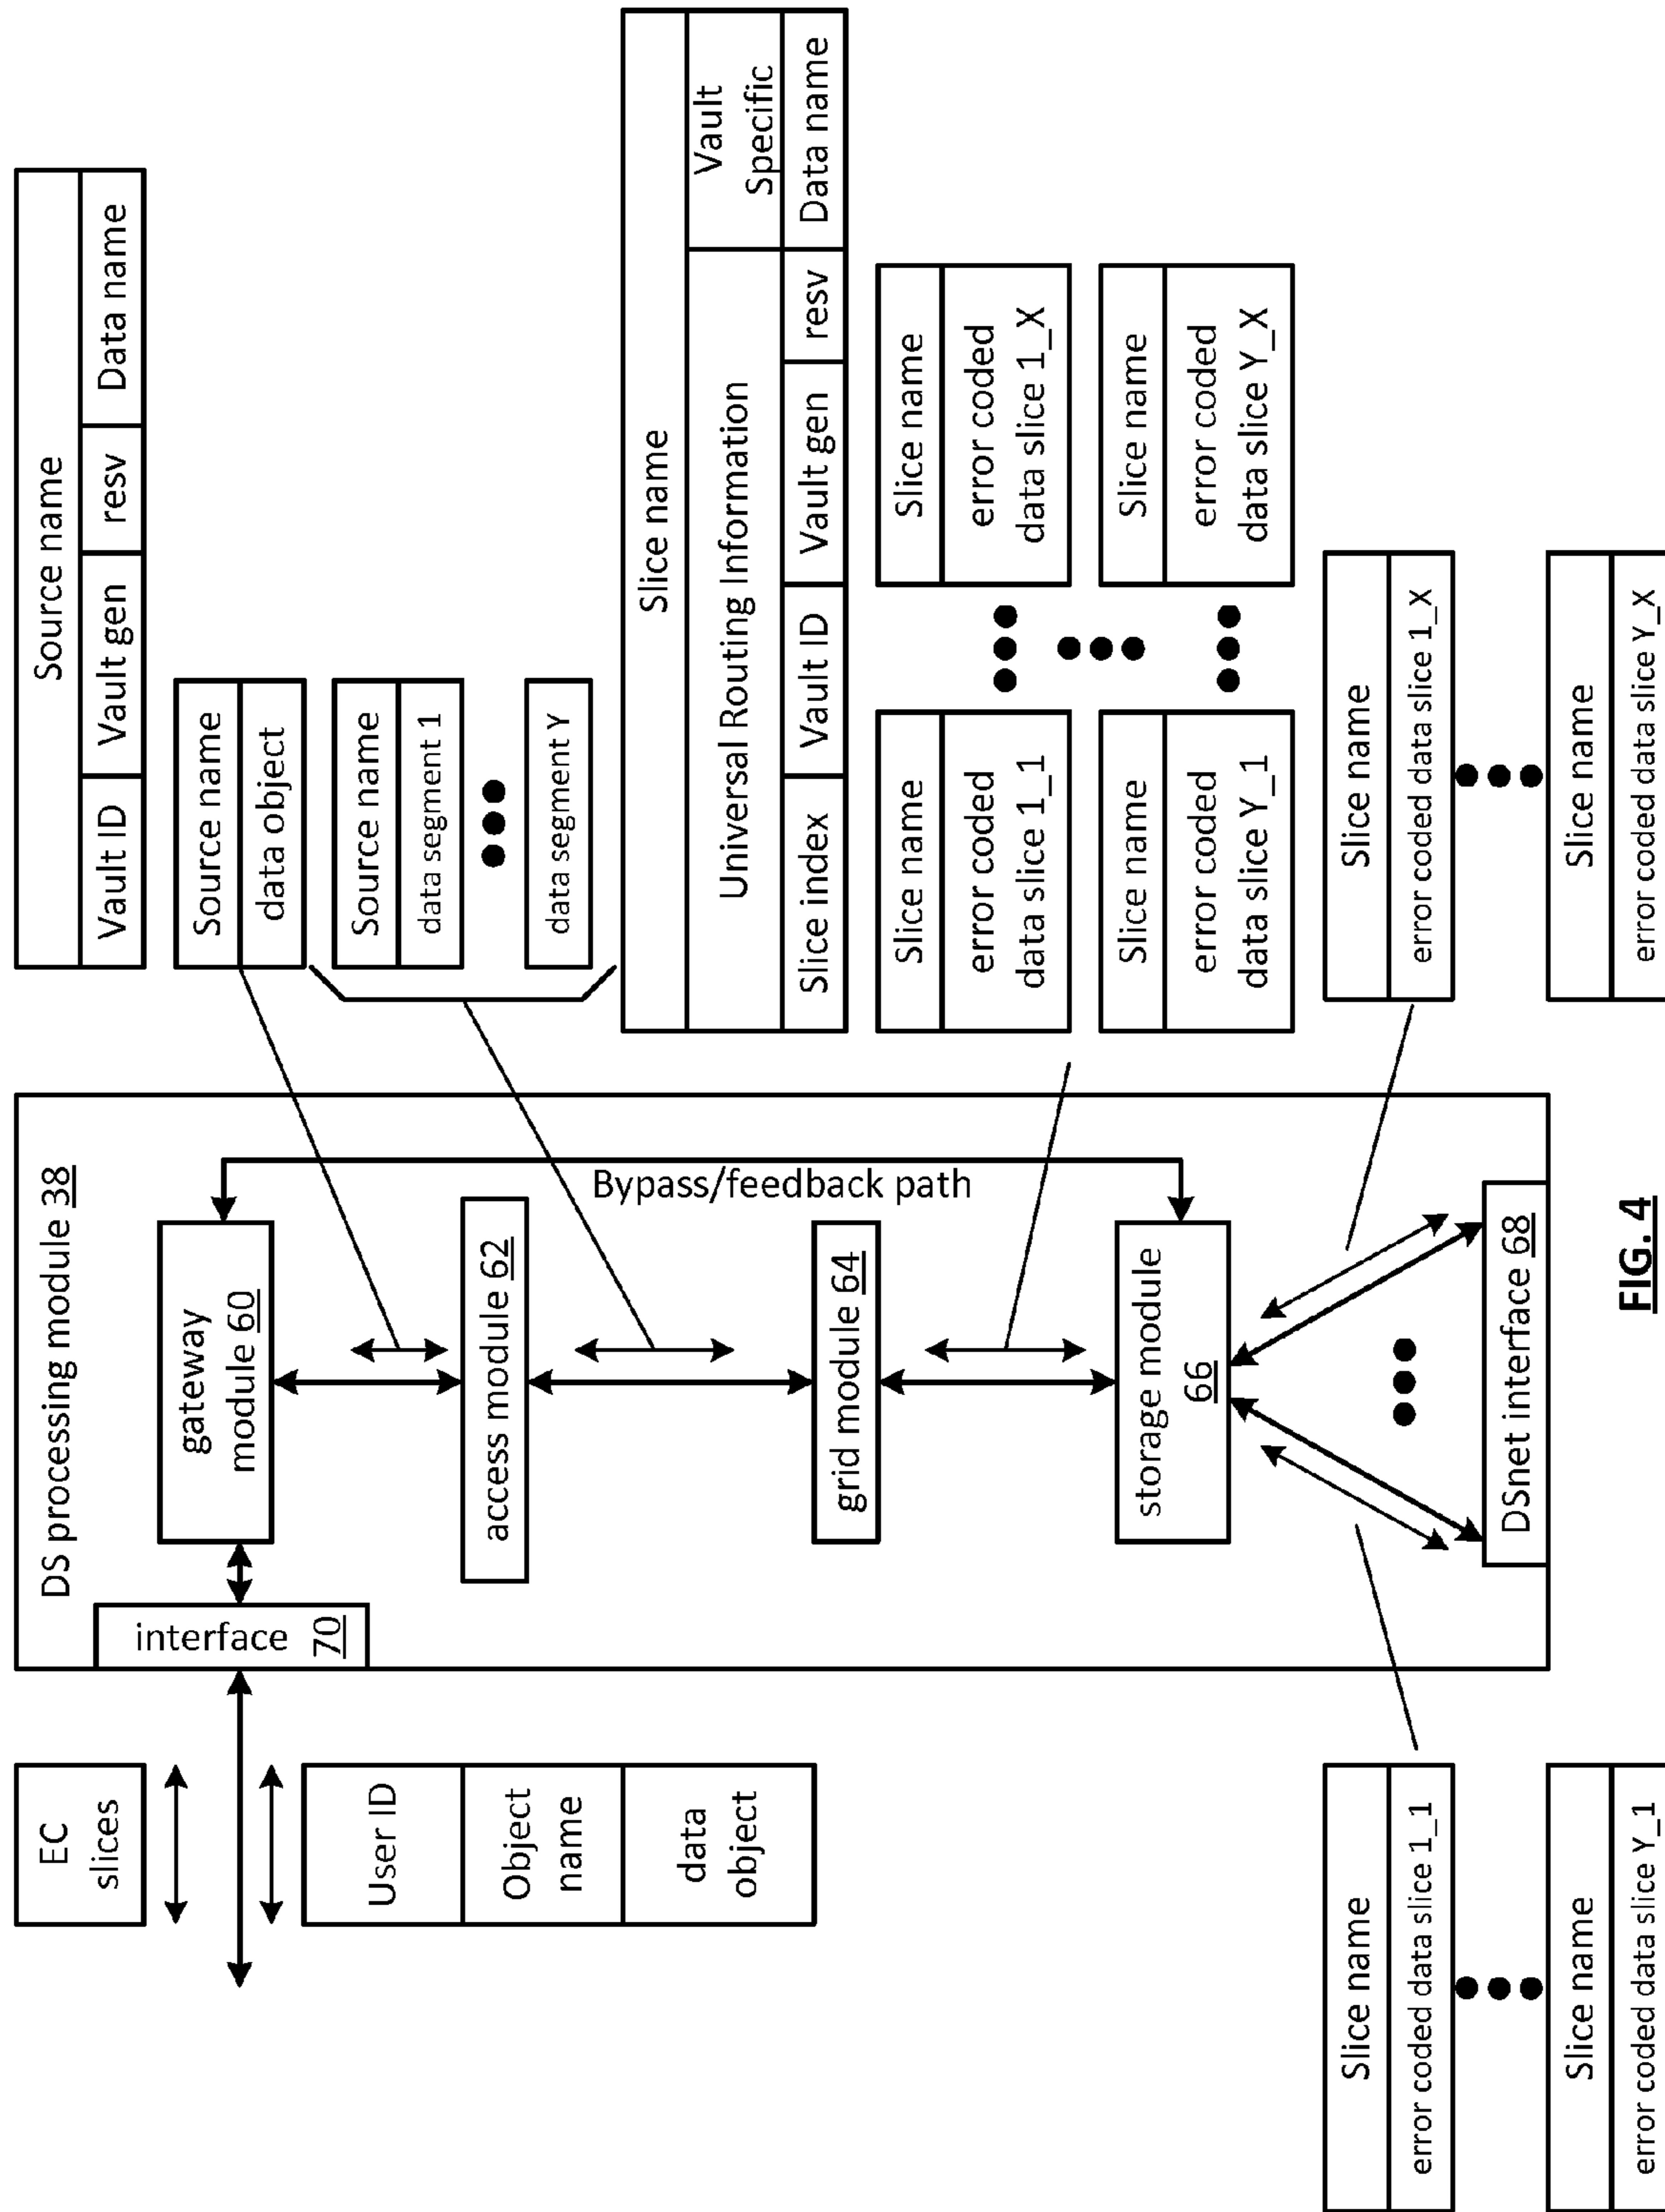 EC
slices
User ID
Object
name
data
object
DS processing module 38
interface 70
gateway
module 60
access module 62
grid module 64
storage module
66
Bypass/feedback path
DSnet interface 68
Source name
Vault ID
Vault gen
resv
Data name
Source name
data object
Source name
data segment 1
data segment Y
Slice name
Universal Routing Information
Vault
Specific
Slice index
Vault ID
Vault gen
resv
Data name
Slice name
error coded
data slice 1_1
Slice name
error coded
data slice 1_X
Slice name
error coded
data slice Y_1
Slice name
error coded
data slice Y_X
Slice name
error coded data slice 1_1
Slice name
error coded data slice Y_1
Slice name
error coded data slice 1_X
Slice name
error coded data slice Y_X
FIG. 4